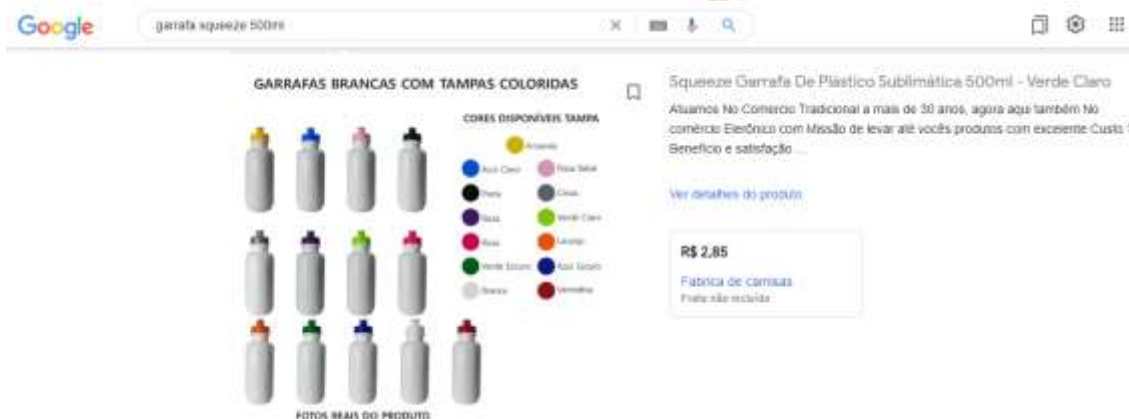 Google
garrafa squeeze 500ml
GARRAFAS BRANCAS COM TAMPAS COLORIDAS
CORES DISPONÍVEIS TAMPA
Amarelo
Azul Claro
Rosa Bebê
Preto
Cinza
Roxo
Verde Claro
Rosa
Laranja
Verde Escuro
Azul Escuro
Branco
Vermelho
FOTOS REAIS DO PRODUTO
Squeeze Garrafa De Plástico Sublimática 500ml - Verde Claro
Atuamos No Comercio Tradicional a mais de 30 anos, agora aqui também No
comércio Eletrônico com Missão de levar até vocês produtos com excelente Custo
Benefício e satisfação ...
Ver detalhes do produto
R$ 2,85
Fabrica de camisas
Frete não incluído